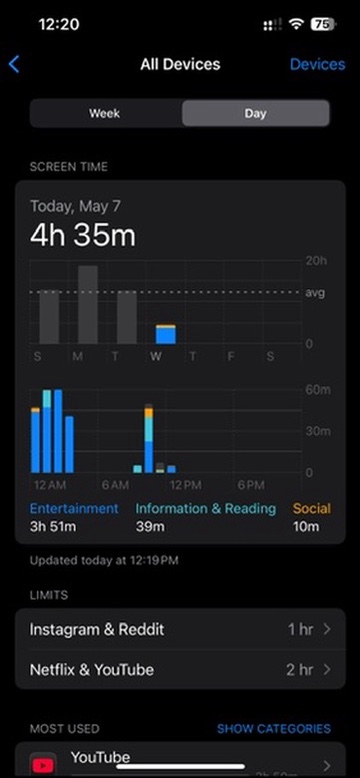 12:20
75
All Devices
Devices
Week
Day
SCREEN TIME
Today, May 7
4h 35m
20h
avg
0
S M T W T F S
60m
30m
0
12 AM 6 AM 12 PM 6 PM
Entertainment Information & Reading Social
3h 51m 39m 10m
Updated today at 12:19 PM
LIMITS
Instagram & Reddit 1 hr
Netflix & YouTube 2 hr
MOST USED SHOW CATEGORIES
YouTube